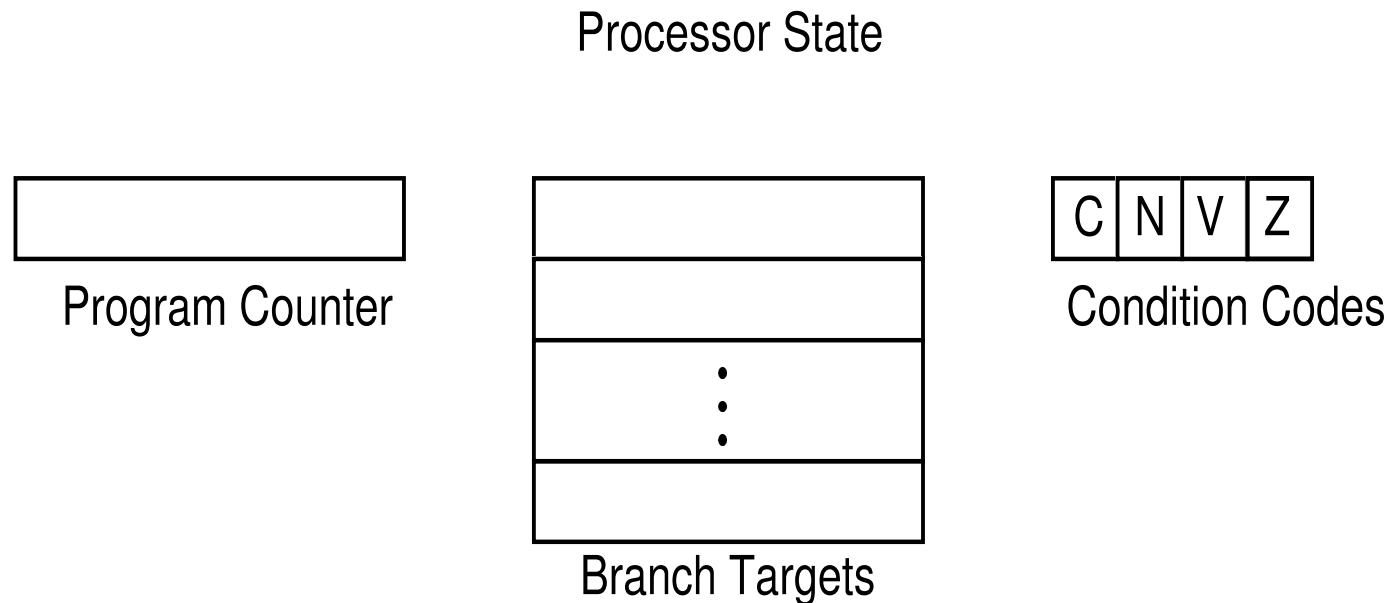 Processor State
C N V Z
Program Counter
Condition Codes
Branch Targets